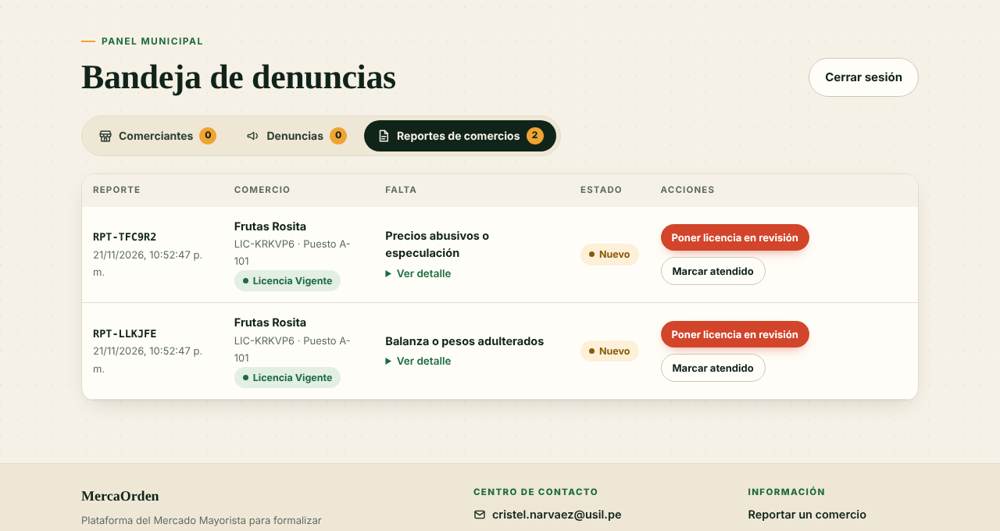 PANEL MUNICIPAL
Bandeja de denuncias
Cerrar sesión
Comerciantes 0
Denuncias 0
Reportes de comercios 2
REPORTE COMERCIO FALTA ESTADO ACCIONES
RPT-TFC9R2
21/11/2026, 10:52:47 p.
m.
Frutas Rosita
LIC-KRKVP6 · Puesto A-
101
Licencia Vigente
Precios abusivos o
especulación
Ver detalle
Nuevo
Poner licencia en revisión
Marcar atendido
RPT-LLKJFE
21/11/2026, 10:52:47 p.
m.
Frutas Rosita
LIC-KRKVP6 · Puesto A-
101
Licencia Vigente
Balanza o pesos adulterados
Ver detalle
Nuevo
Poner licencia en revisión
Marcar atendido
MercaOrden
Plataforma del Mercado Mayorista para formalizar
CENTRO DE CONTACTO
cristel.narvaez@usil.pe
INFORMACIÓN
Reportar un comercio